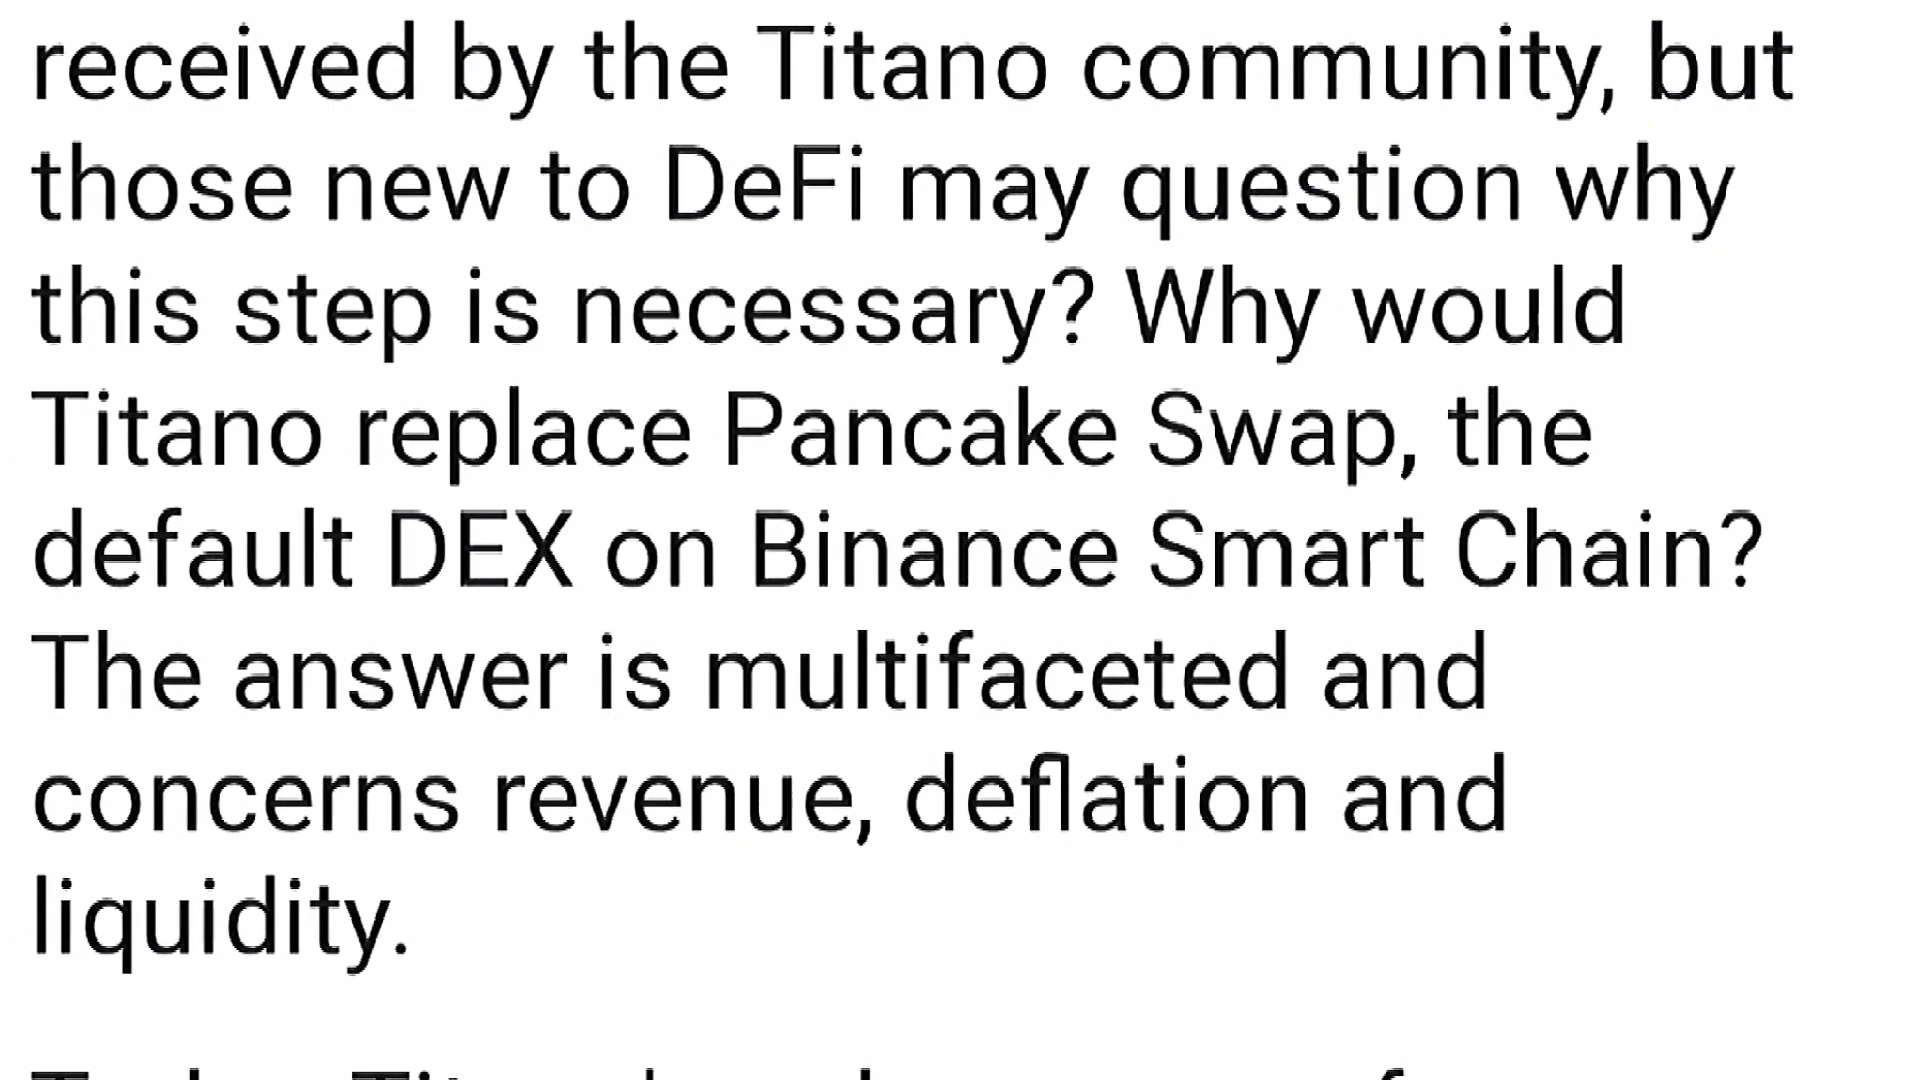 received by the Titano community, but
those new to DeFi may question why
this step is necessary? Why would
Titano replace Pancake Swap, the
default DEX on Binance Smart Chain?
The answer is multifaceted and
concerns revenue, deflation and
liquidity.